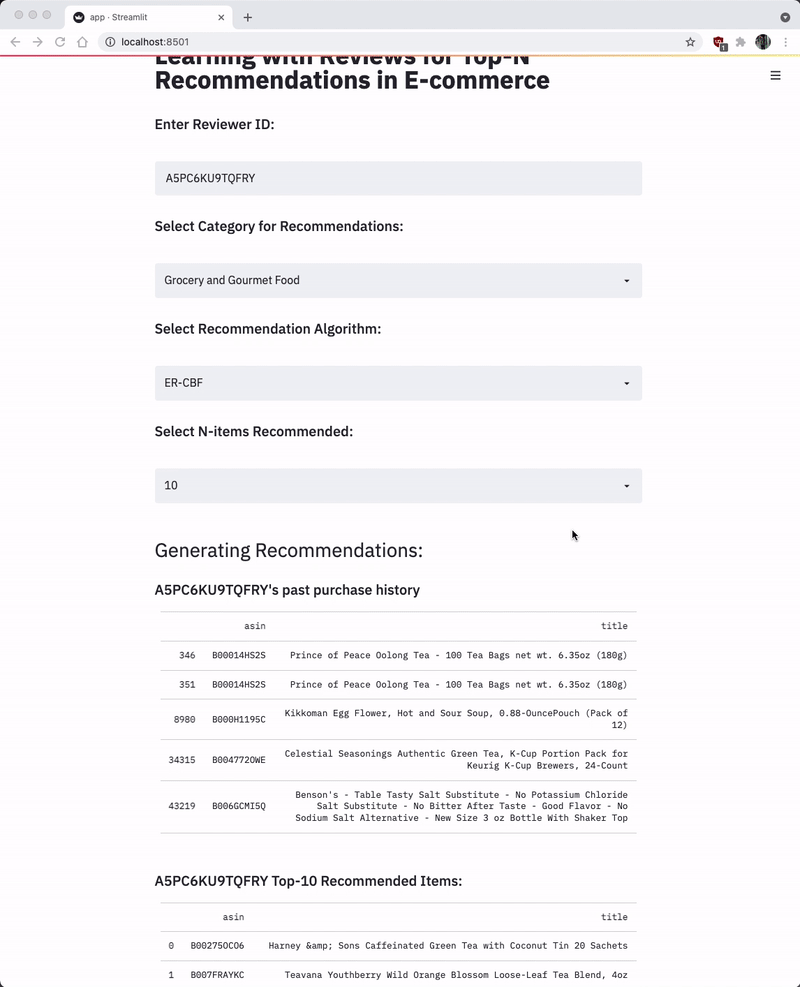 app · Streamlit
localhost:8501
1
Learning with Reviews for Top-N
Recommendations in E-commerce
Enter Reviewer ID:
A5PC6KU9TQFRY
Select Category for Recommendations:
Grocery and Gourmet Food
Select Recommendation Algorithm:
ER-CBF
Select N-items Recommended:
10
Generating Recommendations:
A5PC6KU9TQFRY's past purchase history
asin title
346 B00014HS2S Prince of Peace Oolong Tea - 100 Tea Bags net wt. 6.35oz (180g)
351 B00014HS2S Prince of Peace Oolong Tea - 100 Tea Bags net wt. 6.35oz (180g)
8980 B000H1195C Kikkoman Egg Flower, Hot and Sour Soup, 0.88-OuncePouch (Pack of
12)
34315 B004772OWE Celestial Seasonings Authentic Green Tea, K-Cup Portion Pack for
Keurig K-Cup Brewers, 24-Count
43219 B006GCMI5Q Benson's - Table Tasty Salt Substitute - No Potassium Chloride
Salt Substitute - No Bitter After Taste - Good Flavor - No
Sodium Salt Alternative - New Size 3 oz Bottle With Shaker Top
A5PC6KU9TQFRY Top-10 Recommended Items:
asin title
0 B00275OCO6 Harney &amp; Sons Caffeinated Green Tea with Coconut Tin 20 Sachets
1 B007FRAYKC Teavana Youthberry Wild Orange Blossom Loose-Leaf Tea Blend, 4oz